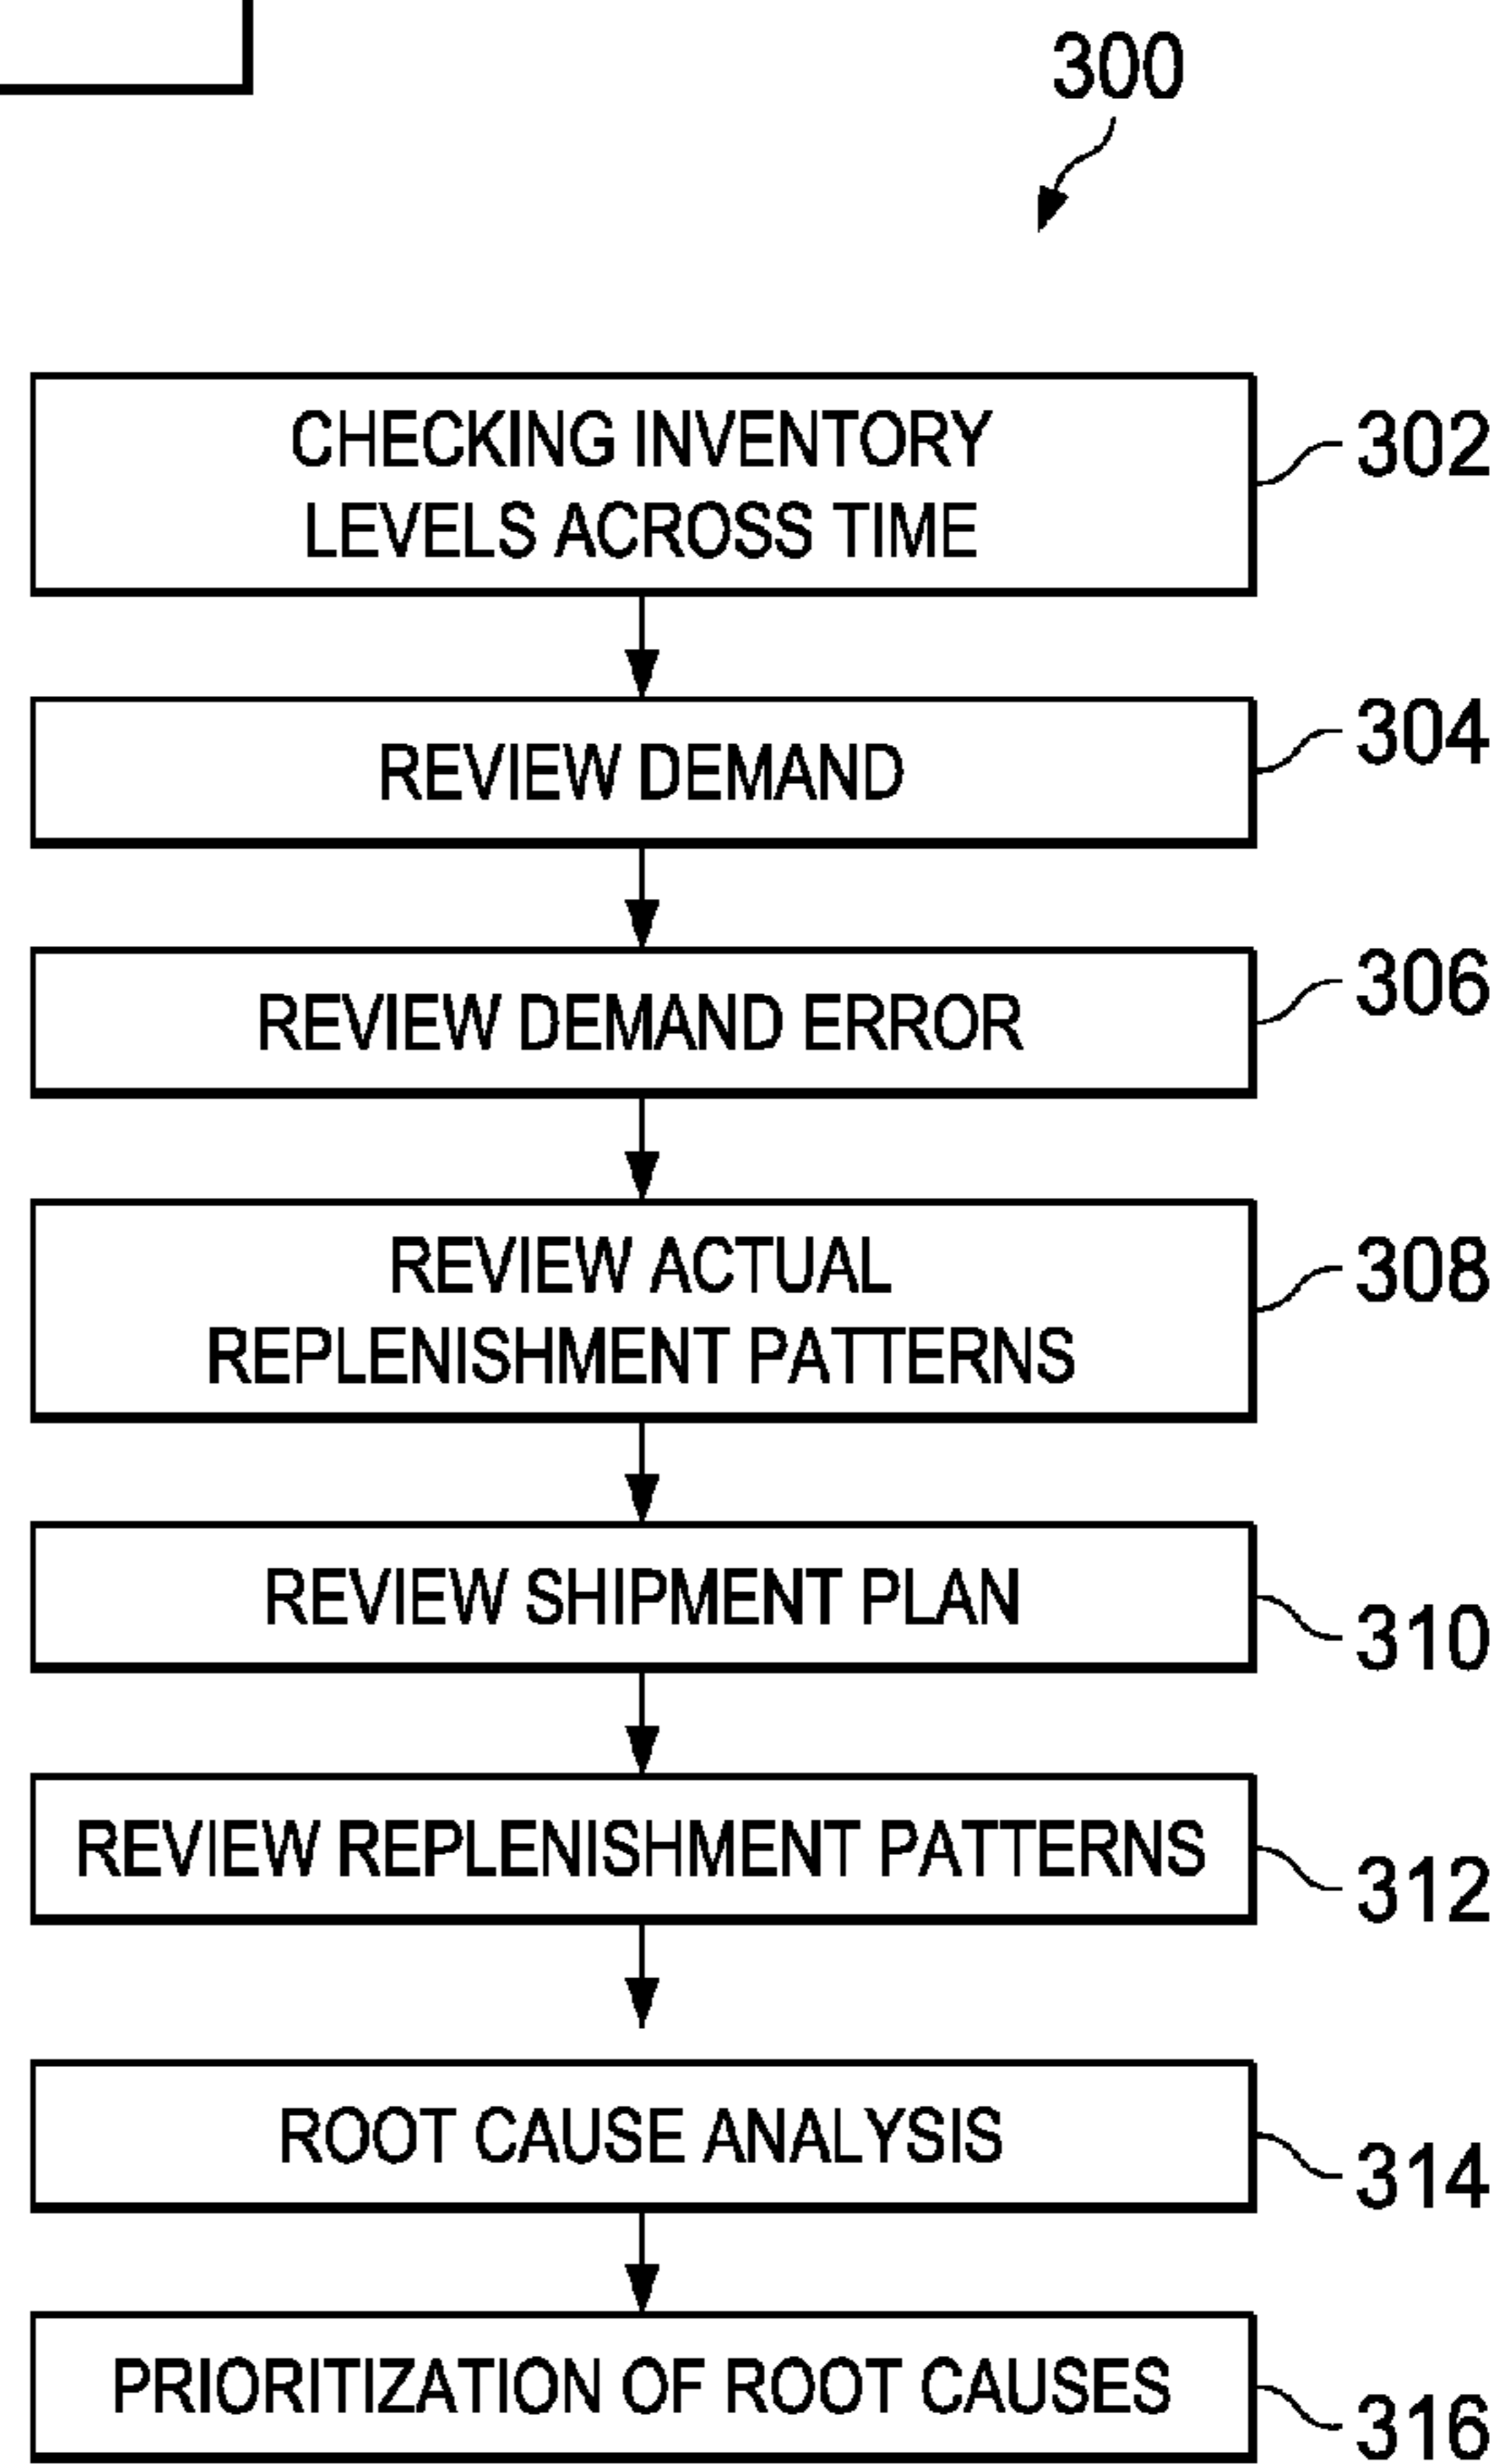 300
CHECKING INVENTORY
LEVELS ACROSS TIME
302
REVIEW DEMAND
304
REVIEW DEMAND ERROR
306
REVIEW ACTUAL
REPLENISHMENT PATTERNS
308
REVIEW SHIPMENT PLAN
310
REVIEW REPLENISHMENT PATTERNS
312
ROOT CAUSE ANALYSIS
314
PRIORITIZATION OF ROOT CAUSES
316